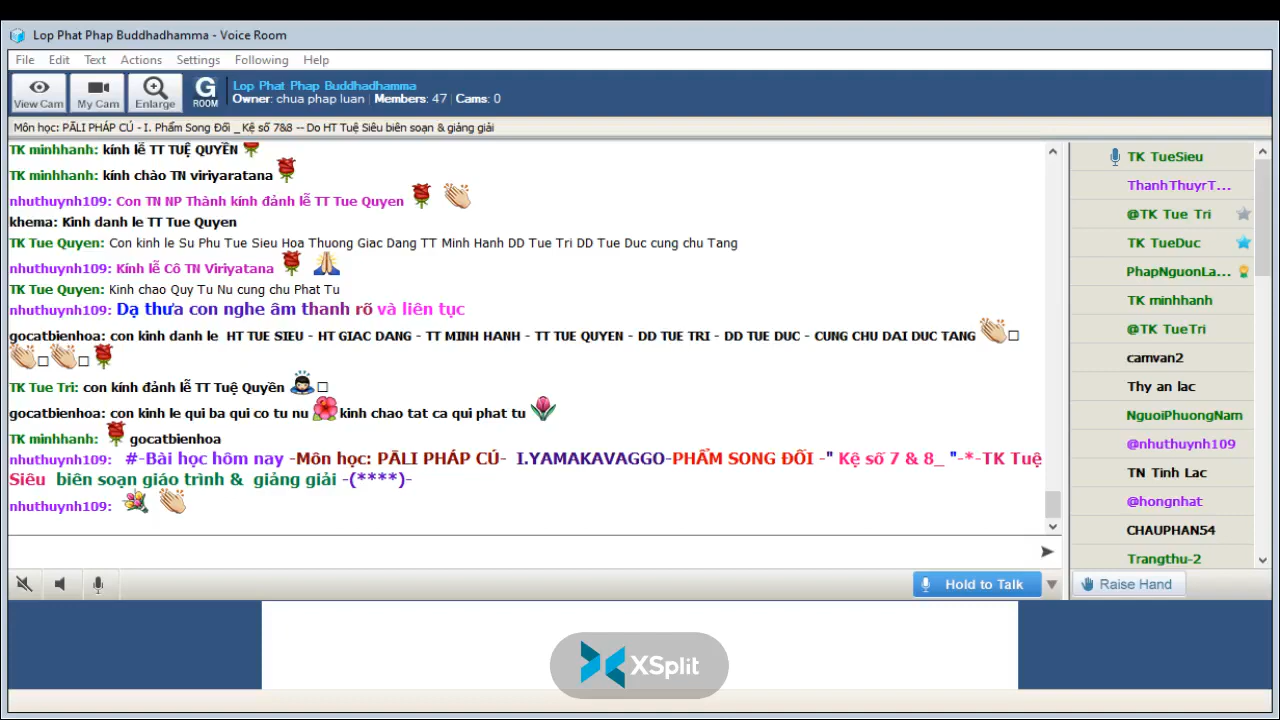 Lop Phat Phap Buddhadhamma - Voice Room
File Edit Text Actions Settings Following Help
View Cam My Cam Enlarge G ROOM
Lop Phat Phap Buddhadhamma
Owner: chua phap luan | Members: 47 | Cams: 0
Môn học: PĀLI PHÁP CÚ - I. Phẩm Song Đối _ Kệ số 7&8 -- Do HT Tuệ Siêu biên soạn & giảng giải
TK minhhanh: kính lễ TT TUỆ QUYỀN
TK minhhanh: kính chào TN viriyaratana
nhuthuynh109: Con TN NP Thành kính đảnh lễ TT Tue Quyen
khema: Kinh danh le TT Tue Quyen
TK Tue Quyen: Con kinh le Su Phu Tue Sieu Hoa Thuong Giac Dang TT Minh Hanh DD Tue Tri DD Tue Duc cung chu Tang
nhuthuynh109: Kính lễ Cô TN Viriyatana
TK Tue Quyen: Kinh chao Quy Tu Nu cung chu Phat Tu
nhuthuynh109: Dạ thưa con nghe âm thanh rõ và liên tục
gocatbienhoa: con kinh danh le HT TUE SIEU - HT GIAC DANG - TT MINH HANH - TT TUE QUYEN - DD TUE TRI - DD TUE DUC - CUNG CHU DAI DUC TANG
TK Tue Tri: con kính đảnh lễ TT Tuệ Quyền
gocatbienhoa: con kinh le qui ba qui co tu nu kinh chao tat ca qui phat tu
TK minhhanh: gocatbienhoa
nhuthuynh109: #-Bài học hôm nay -Môn học: PĀLI PHÁP CÚ- I.YAMAKAVAGGO-PHẨM SONG ĐỐI -" Kệ số 7 & 8_ "-*-TK Tuệ
Siêu biên soạn giáo trình & giảng giải -(****)-
nhuthuynh109:
TK TueSieu
ThanhThuyrT...
@TK Tue Tri
TK TueDuc
PhapNguonLa...
TK minhhanh
@TK TueTri
camvan2
Thy an lac
NguoiPhuongNam
@nhuthuynh109
TN Tinh Lac
@hongnhat
CHAUPHAN54
Trangthu-2
Hold to Talk
Raise Hand
XSplit